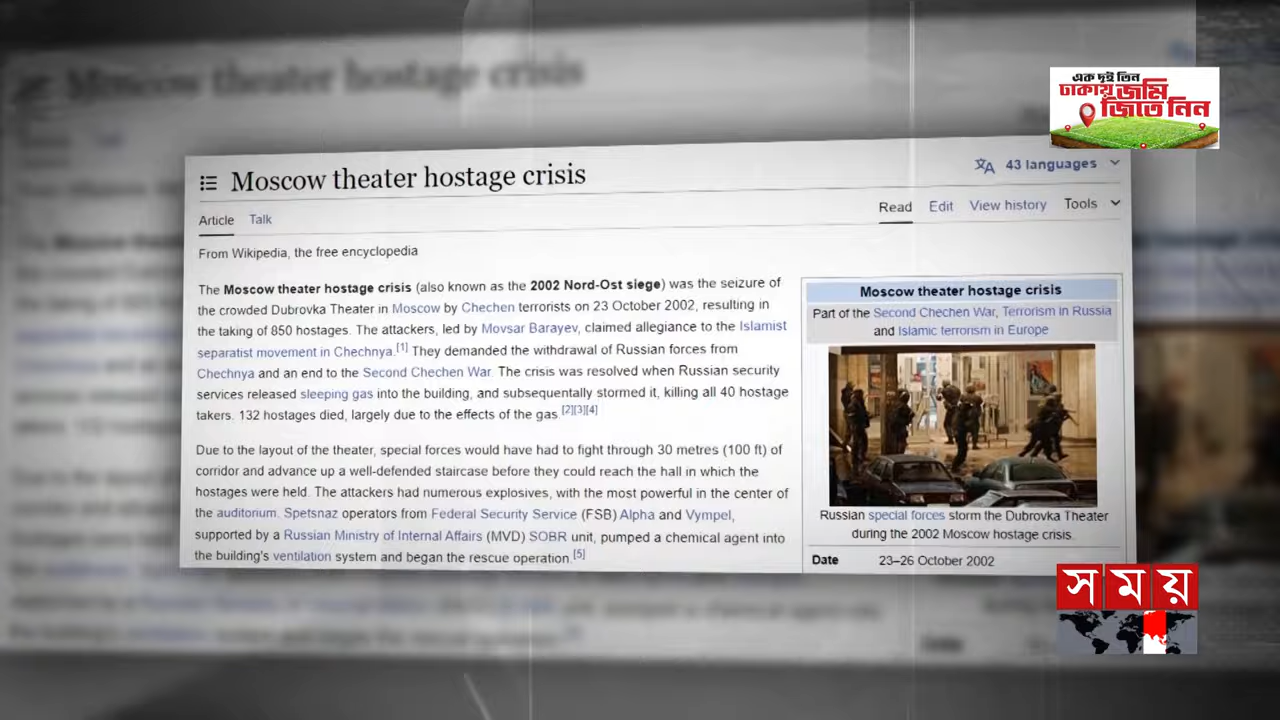 Moscow theater hostage crisis
এক দুই তিন
ঢাকায় জমি
জিতে নিন
Moscow theater hostage crisis
43 languages
Article Talk
Read Edit View history Tools
From Wikipedia, the free encyclopedia
The Moscow theater hostage crisis (also known as the 2002 Nord-Ost siege) was the seizure of
the crowded Dubrovka Theater in Moscow by Chechen terrorists on 23 October 2002, resulting in
the taking of 850 hostages. The attackers, led by Movsar Barayev, claimed allegiance to the Islamist
separatist movement in Chechnya.[1] They demanded the withdrawal of Russian forces from
Chechnya and an end to the Second Chechen War. The crisis was resolved when Russian security
services released sleeping gas into the building, and subsequently stormed it, killing all 40 hostage
takers. 132 hostages died, largely due to the effects of the gas.[2][3][4]
Due to the layout of the theater, special forces would have had to fight through 30 metres (100 ft) of
corridor and advance up a well-defended staircase before they could reach the hall in which the
hostages were held. The attackers had numerous explosives, with the most powerful in the center of
the auditorium. Spetsnaz operators from Federal Security Service (FSB) Alpha and Vympel,
supported by a Russian Ministry of Internal Affairs (MVD) SOBR unit, pumped a chemical agent into
the building's ventilation system and began the rescue operation.[5]
Moscow theater hostage crisis
Part of the Second Chechen War, Terrorism in Russia
and Islamic terrorism in Europe
Russian special forces storm the Dubrovka Theater
during the 2002 Moscow hostage crisis.
Date 23–26 October 2002
সময়